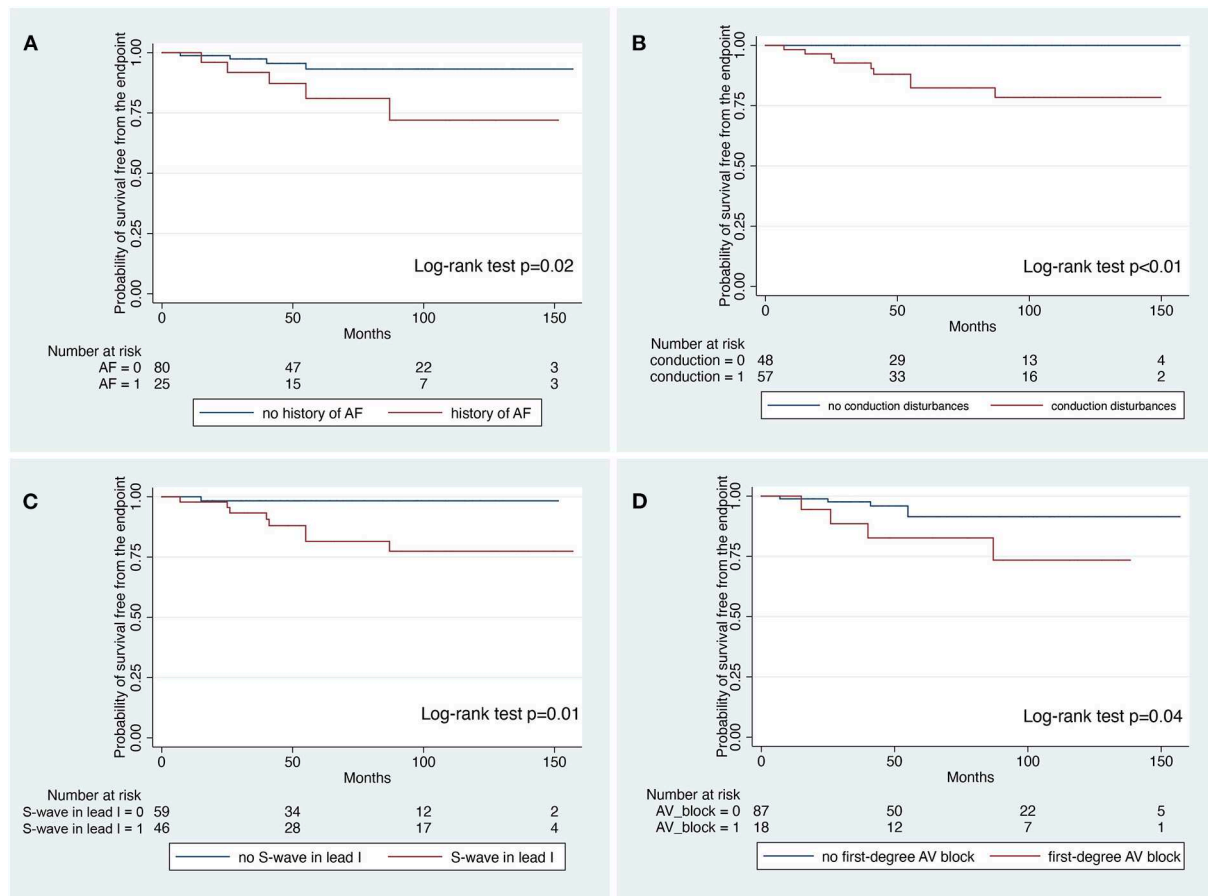 A
Probability of survival free from the endpoint
1.00
0.75
0.50
0.25
0.00
Log-rank test p=0.02
0 50 100 150
Months
Number at risk
AF = 0 80 47 22 3
AF = 1 25 15 7 3
no history of AF history of AF
B
Probability of survival free from the endpoint
1.00
0.75
0.50
0.25
0.00
Log-rank test p<0.01
0 50 100 150
Months
Number at risk
conduction = 0 48 29 13 4
conduction = 1 57 33 16 2
no conduction disturbances conduction disturbances
C
Probability of survival free from the endpoint
1.00
0.75
0.50
0.25
0.00
Log-rank test p=0.01
0 50 100 150
Months
Number at risk
S-wave in lead I = 0 59 34 12 2
S-wave in lead I = 1 46 28 17 4
no S-wave in lead I S-wave in lead I
D
Probability of survival free from the endpoint
1.00
0.75
0.50
0.25
0.00
Log-rank test p=0.04
0 50 100 150
Months
Number at risk
AV_block = 0 87 50 22 5
AV_block = 1 18 12 7 1
no first-degree AV block first-degree AV block